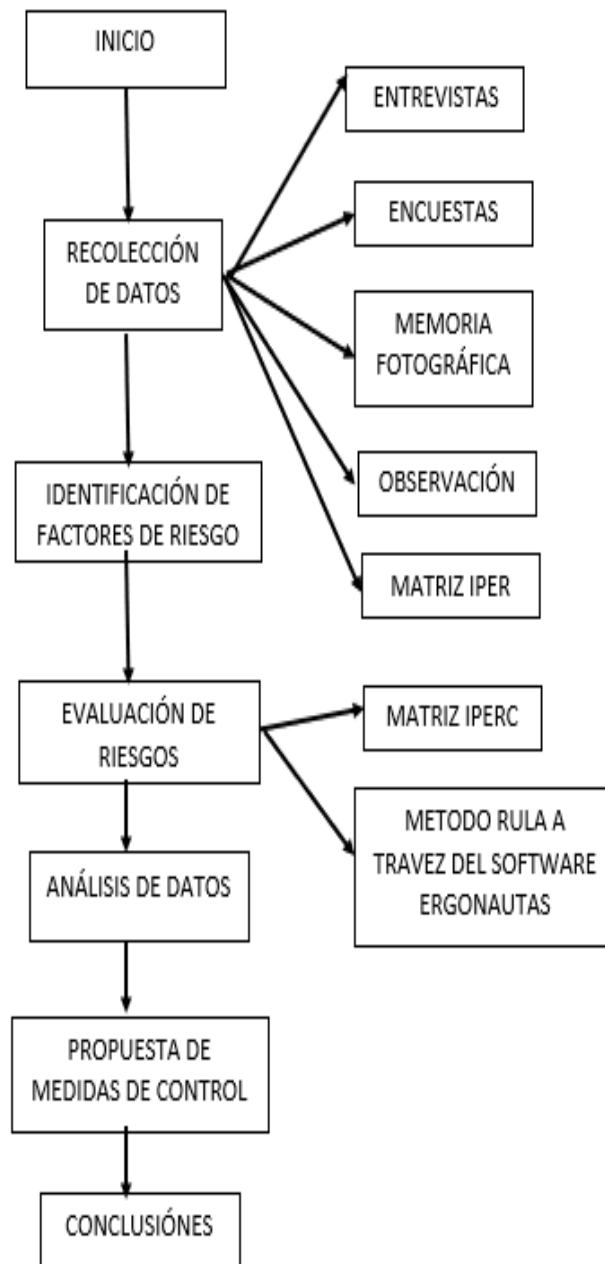 INICIO
ENTREVISTAS
ENCUESTAS
RECOLECCIÓN
DE DATOS
MEMORIA
FOTOGRÁFICA
OBSERVACIÓN
IDENTIFICACIÓN DE
FACTORES DE RIESGO
MATRIZ IPER
EVALUACIÓN DE
RIESGOS
MATRIZ IPERC
METODO RULA A
TRAVEZ DEL SOFTWARE
ERGONAUTAS
ANÁLISIS DE DATOS
PROPUESTA DE
MEDIDAS DE CONTROL
CONCLUSIÓNES